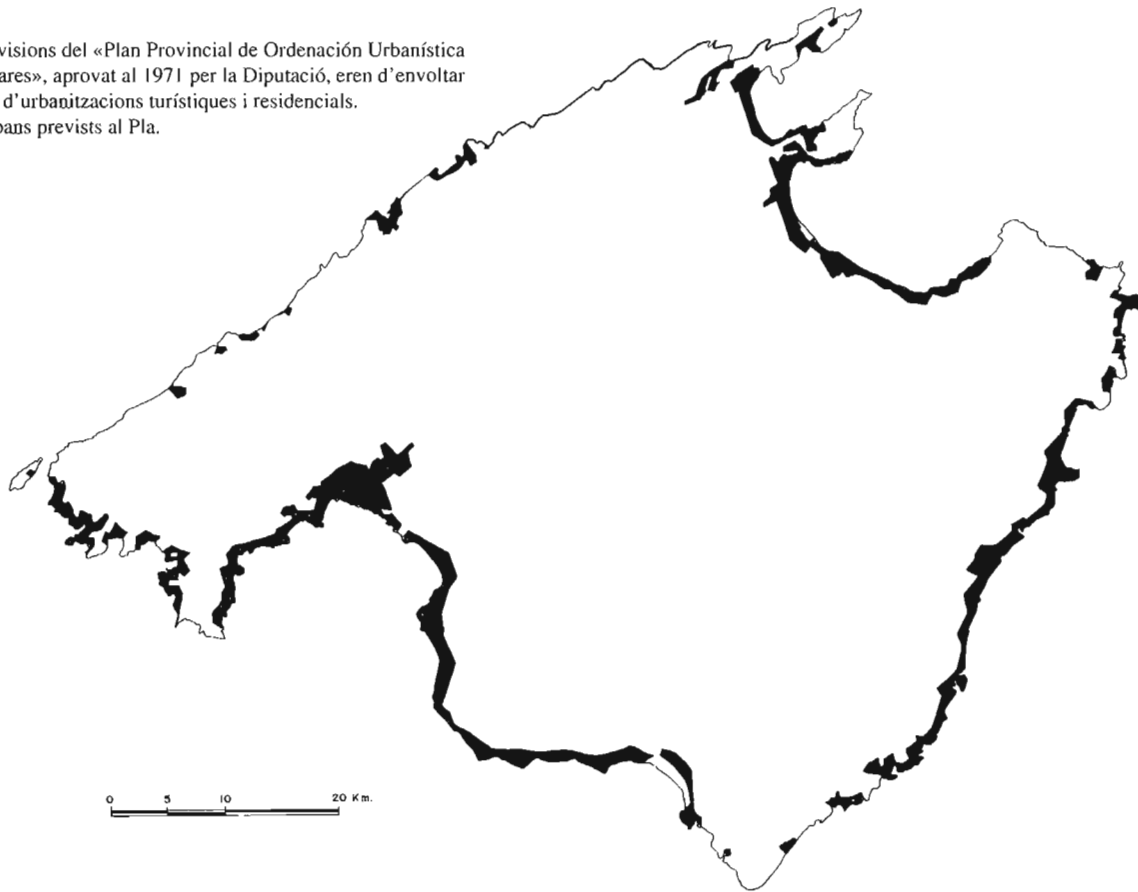 visions del «Plan Provincial de Ordenación Urbanística
ares», aprovat al 1971 per la Diputació, eren d'envoltar
d'urbanitzacions turístiques i residencials.
pans prevists al Pla.
0 5 10 20 Km.